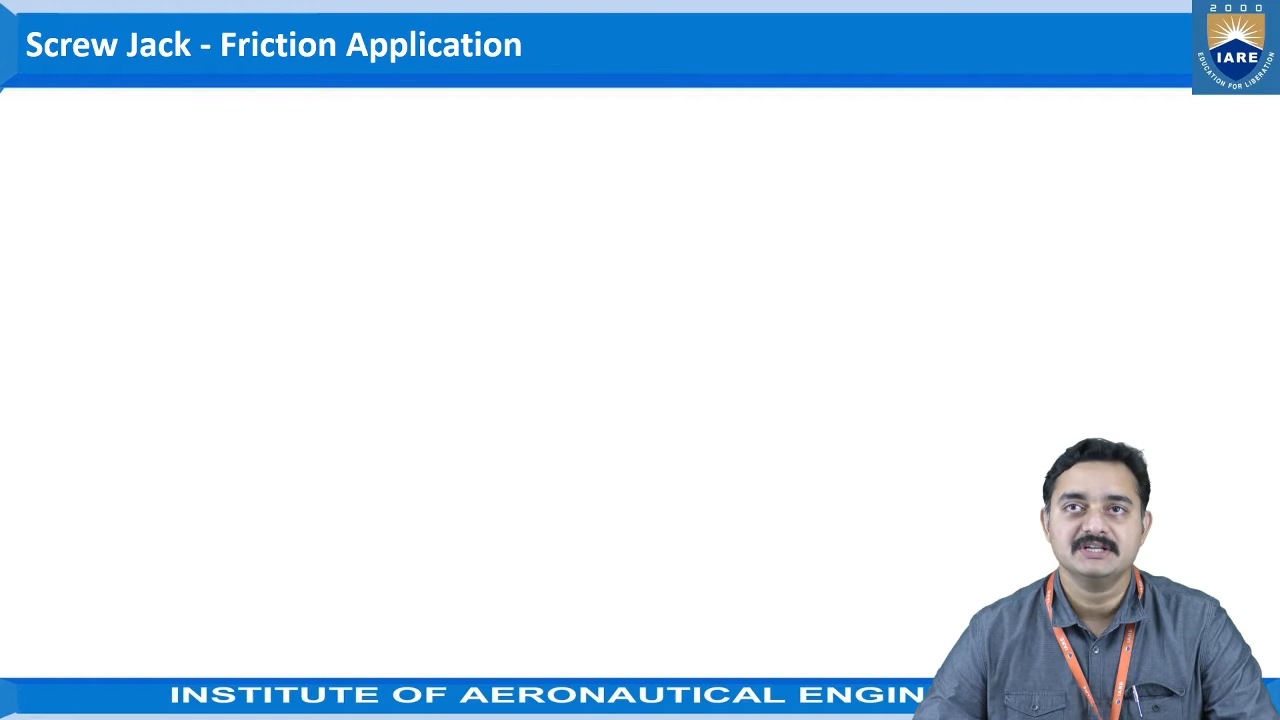 Screw Jack - Friction Application
2000
IARE
EDUCATION FOR LIBERATION
INSTITUTE OF AERONAUTICAL ENGIN